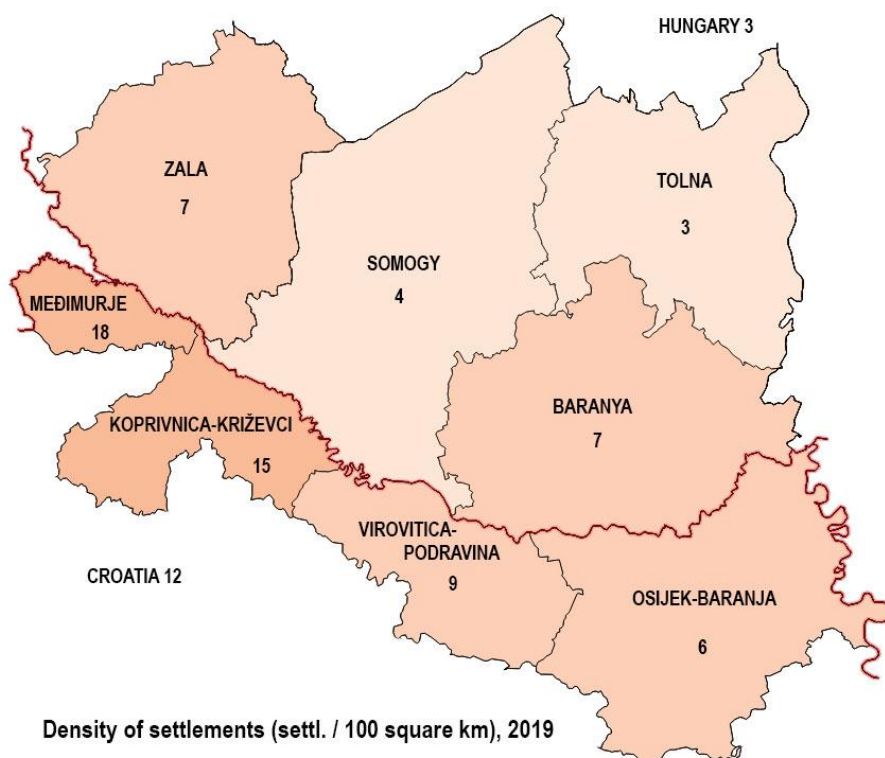 HUNGARY 3
ZALA
7
TOLNA
3
SOMOGY
4
MEĐIMURJE
18
KOPRIVNICA-KRIŽEVCI
15
BARANYA
7
VIROVITICA-
PODRAVINA
9
CROATIA 12
OSIJEK-BARANJA
6
Density of settlements (settl. / 100 square km), 2019